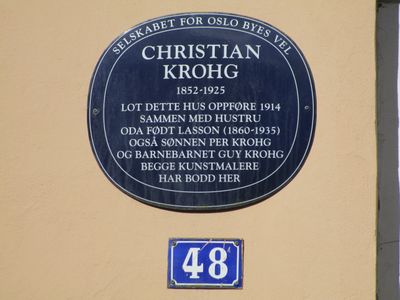 SELSKABET FOR OSLO BYES VEL
CHRISTIAN
KROHG
1852-1925
LOT DETTE HUS OPPFØRE 1914
SAMMEN MED HUSTRU
ODA FØDT LASSON (1860-1935)
OGSÅ SØNNEN PER KROHG
OG BARNEBARNET GUY KROHG
BEGGE KUNSTMALERE
HAR BODD HER
48